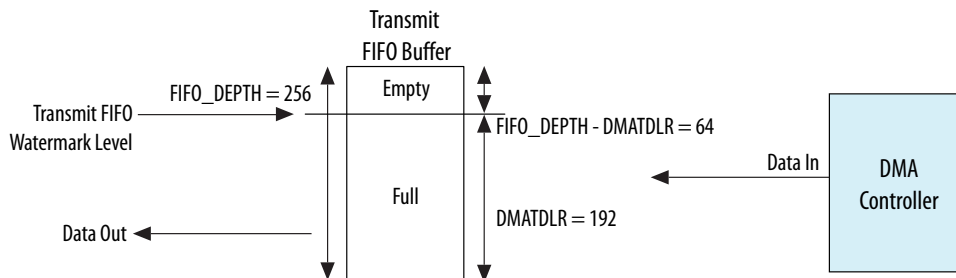 Transmit
FIFO Buffer
FIFO_DEPTH = 256
Empty
Transmit FIFO
Watermark Level
FIFO_DEPTH - DMATDLR = 64
Data In
DMA
Controller
Full
DMATDLR = 192
Data Out